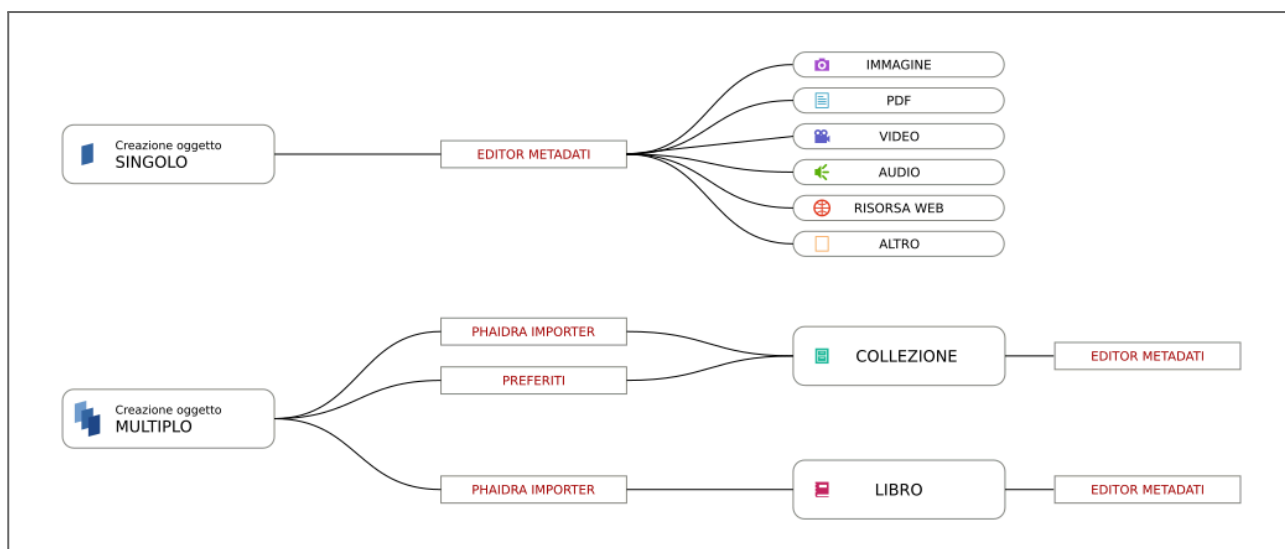 Creazione oggetto
SINGOLO
EDITOR METADATI
IMMAGINE
PDF
VIDEO
AUDIO
RISORSA WEB
ALTRO
Creazione oggetto
MULTIPLO
PHAIDRA IMPORTER
PREFERITI
COLLEZIONE
EDITOR METADATI
PHAIDRA IMPORTER
LIBRO
EDITOR METADATI